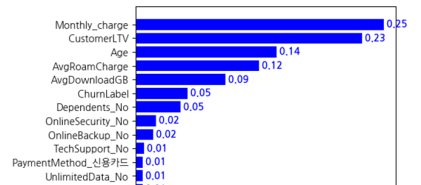 Monthly_charge 0.25
CustomerLTV 0.23
Age 0.14
AvgRoamCharge 0.12
AvgDownloadGB 0.09
ChurnLabel 0.05
Dependents_No 0.05
OnlineSecurity_No 0.02
OnlineBackup_No 0.02
TechSupport_No 0.01
PaymentMethod_신용카드 0.01
UnlimitedData_No 0.01